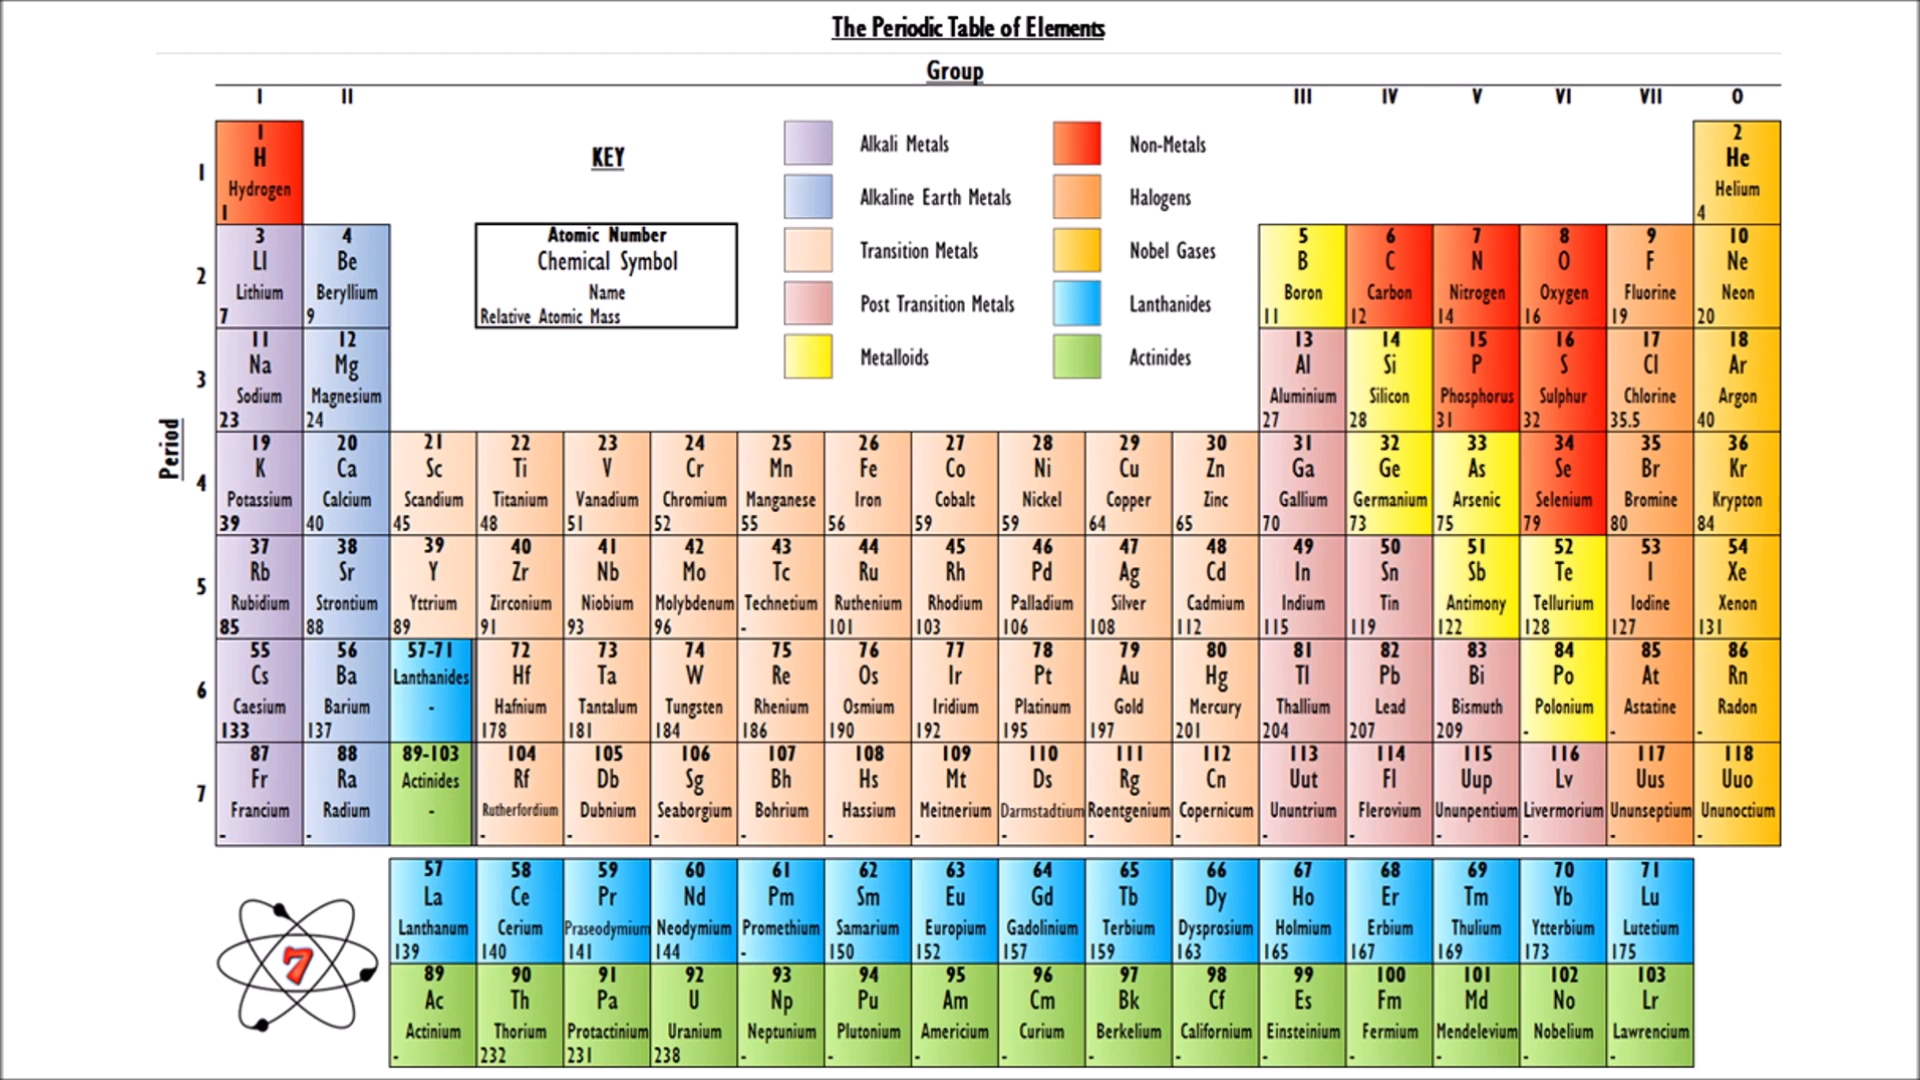 The Periodic Table of Elements
Group
I II III IV V VI VII O
KEY
Atomic Number
Chemical Symbol
Name
Relative Atomic Mass
Alkali Metals
Alkaline Earth Metals
Transition Metals
Post Transition Metals
Metalloids
Non-Metals
Halogens
Nobel Gases
Lanthanides
Actinides
Period
1
1 2
H He
Hydrogen Helium
1 4
2
3 4 5 6 7 8 9 10
LI Be B C N O F Ne
Lithium Beryllium Boron Carbon Nitrogen Oxygen Fluorine Neon
7 9 11 12 14 16 19 20
3
11 12 13 14 15 16 17 18
Na Mg Al Si P S Cl Ar
Sodium Magnesium Aluminium Silicon Phosphorus Sulphur Chlorine Argon
23 24 27 28 31 32 35.5 40
4
19 20 21 22 23 24 25 26 27 28 29 30 31 32 33 34 35 36
K Ca Sc Ti V Cr Mn Fe Co Ni Cu Zn Ga Ge As Se Br Kr
Potassium Calcium Scandium Titanium Vanadium Chromium Manganese Iron Cobalt Nickel Copper Zinc Gallium Germanium Arsenic Selenium Bromine Krypton
39 40 45 48 51 52 55 56 59 59 64 65 70 73 75 79 80 84
5
37 38 39 40 41 42 43 44 45 46 47 48 49 50 51 52 53 54
Rb Sr Y Zr Nb Mo Tc Ru Rh Pd Ag Cd In Sn Sb Te I Xe
Rubidium Strontium Yttrium Zirconium Niobium Molybdenum Technetium Ruthenium Rhodium Palladium Silver Cadmium Indium Tin Antimony Tellurium Iodine Xenon
85 88 89 91 93 96 - 101 103 106 108 112 115 119 122 128 127 131
6
55 56 57-71 72 73 74 75 76 77 78 79 80 81 82 83 84 85 86
Cs Ba Lanthanides Hf Ta W Re Os Ir Pt Au Hg Tl Pb Bi Po At Rn
Caesium Barium - Hafnium Tantalum Tungsten Rhenium Osmium Iridium Platinum Gold Mercury Thallium Lead Bismuth Polonium Astatine Radon
133 137 178 181 184 186 190 192 195 197 201 204 207 209 - - -
7
87 88 89-103 104 105 106 107 108 109 110 111 112 113 114 115 116 117 118
Fr Ra Actinides Rf Db Sg Bh Hs Mt Ds Rg Cn Uut Fl Uup Lv Uus Uuo
Francium Radium - Rutherfordium Dubnium Seaborgium Bohrium Hassium Meitnerium Darmstadtium Roentgenium Copernicum Ununtrium Flerovium Ununpentium Livermorium Ununseptium Ununoctium
- - - - - - - - - - - - - - - - -
57 58 59 60 61 62 63 64 65 66 67 68 69 70 71
La Ce Pr Nd Pm Sm Eu Gd Tb Dy Ho Er Tm Yb Lu
Lanthanum Cerium Praseodymium Neodymium Promethium Samarium Europium Gadolinium Terbium Dysprosium Holmium Erbium Thulium Ytterbium Lutetium
139 140 141 144 - 150 152 157 159 163 165 167 169 173 175
89 90 91 92 93 94 95 96 97 98 99 100 101 102 103
Ac Th Pa U Np Pu Am Cm Bk Cf Es Fm Md No Lr
Actinium Thorium Protactinium Uranium Neptunium Plutonium Americium Curium Berkelium Californium Einsteinium Fermium Mendelevium Nobelium Lawrencium
- 232 231 238 - - - - - - - - - - -
7